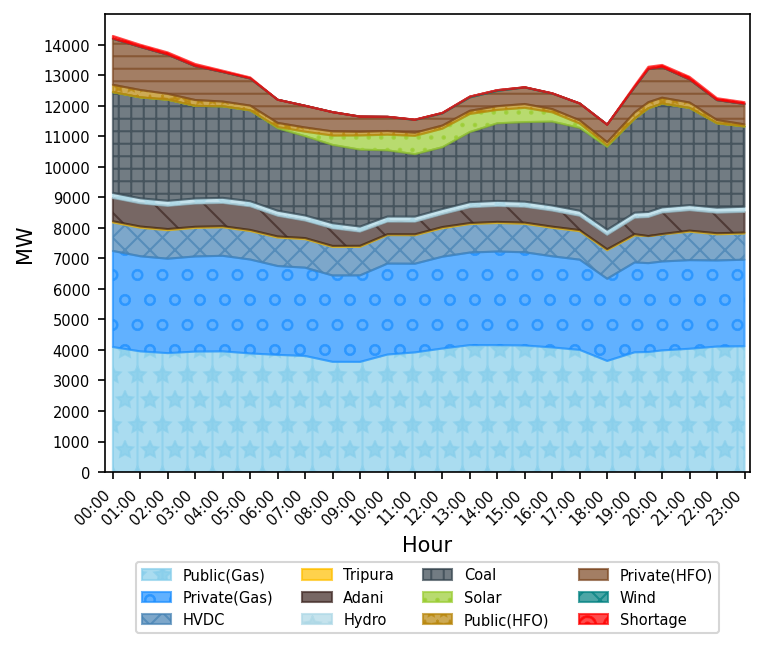 14000
13000
12000
11000
10000
9000
8000
7000
6000
5000
4000
3000
2000
1000
0
MW
00:00 01:00 02:00 03:00 04:00 05:00 06:00 07:00 08:00 09:00 10:00 11:00 12:00 13:00 14:00 15:00 16:00 17:00 18:00 19:00 20:00 21:00 22:00 23:00
Hour
Public(Gas) Tripura Coal Private(HFO)
Private(Gas) Adani Solar Wind
HVDC Hydro Public(HFO) Shortage